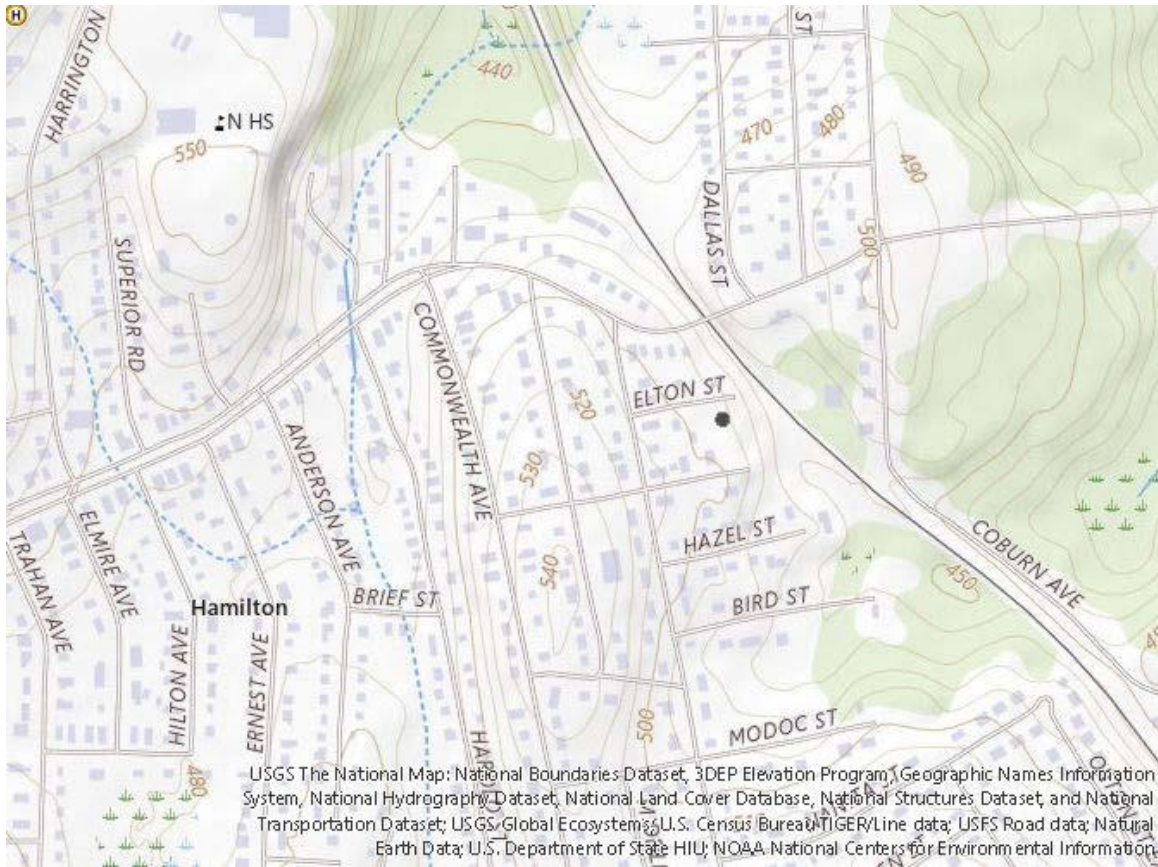 H
HARRINGTON
ST
440
N HS
550
470
480
490
DALLAS ST
500
SUPERIOR RD
COMMONWEALTH AVE
ELTON ST
520
ANDERSON AVE
530
HAZEL ST
COBURN AVE
TRAHAN AVE
ELMIRE AVE
540
450
BRIEF ST
BIRD ST
Hamilton
HILTON AVE
ERNEST AVE
500
MODOC ST
480
USGS The National Map: National Boundaries Dataset, 3DEP Elevation Program, Geographic Names Information
System, National Hydrography Dataset, National Land Cover Database, National Structures Dataset, and National
Transportation Dataset; USGS Global Ecosystems; U.S. Census Bureau TIGER/Line data; USFS Road data; Natural
Earth Data; U.S. Department of State HIU; NOAA National Centers for Environmental Information